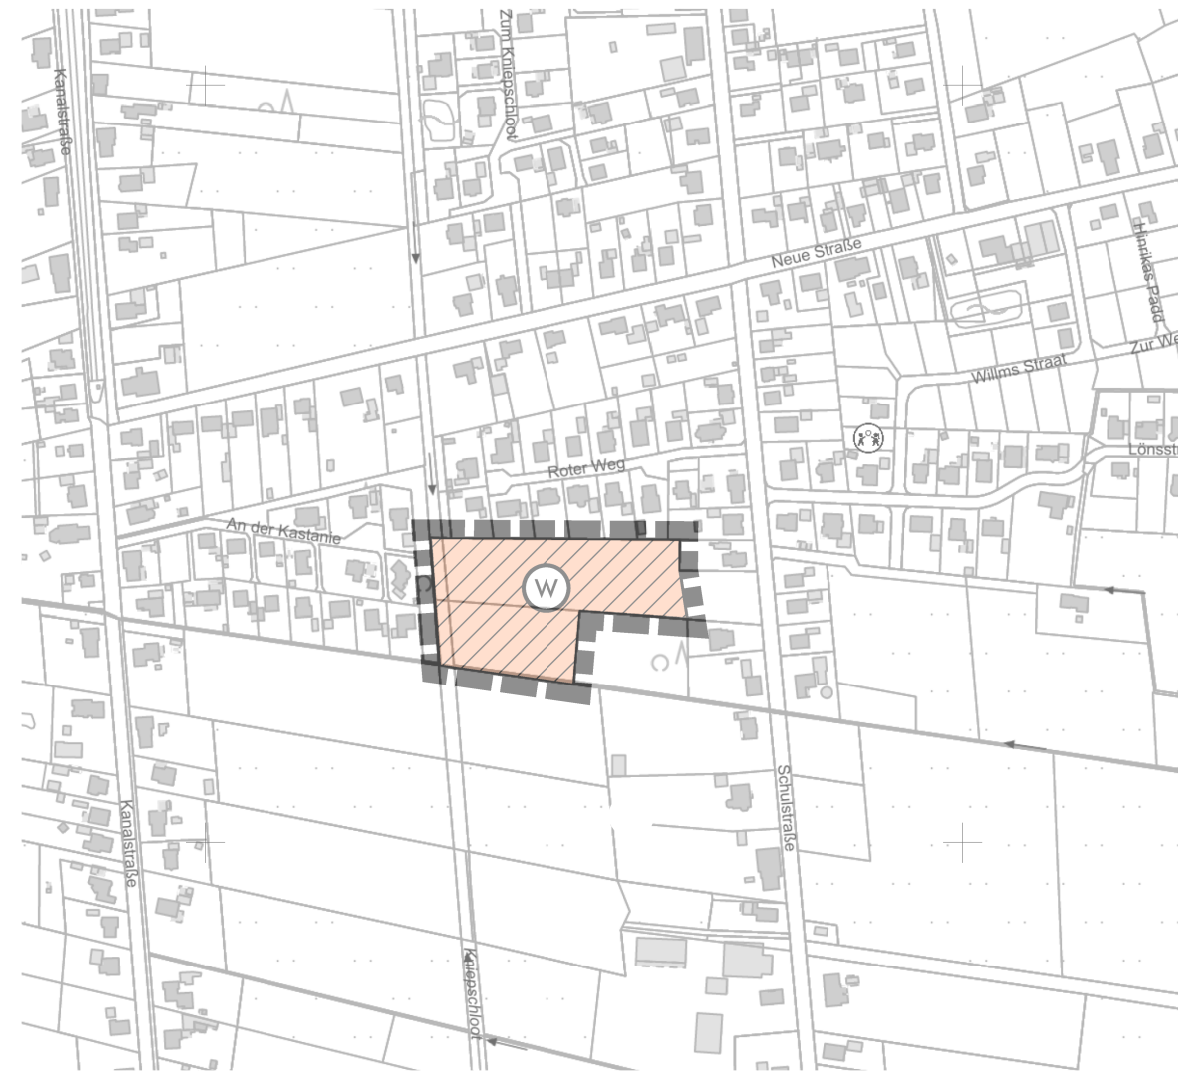 Zum Kniepschloot
Kanalstraße
Neue Straße
Hinrikas Padd
Zur We
Willms Straat
Lönsst
Roter Weg
An der Kastanie
W
Schulstraße
Kanalstraße
Kniepschloot